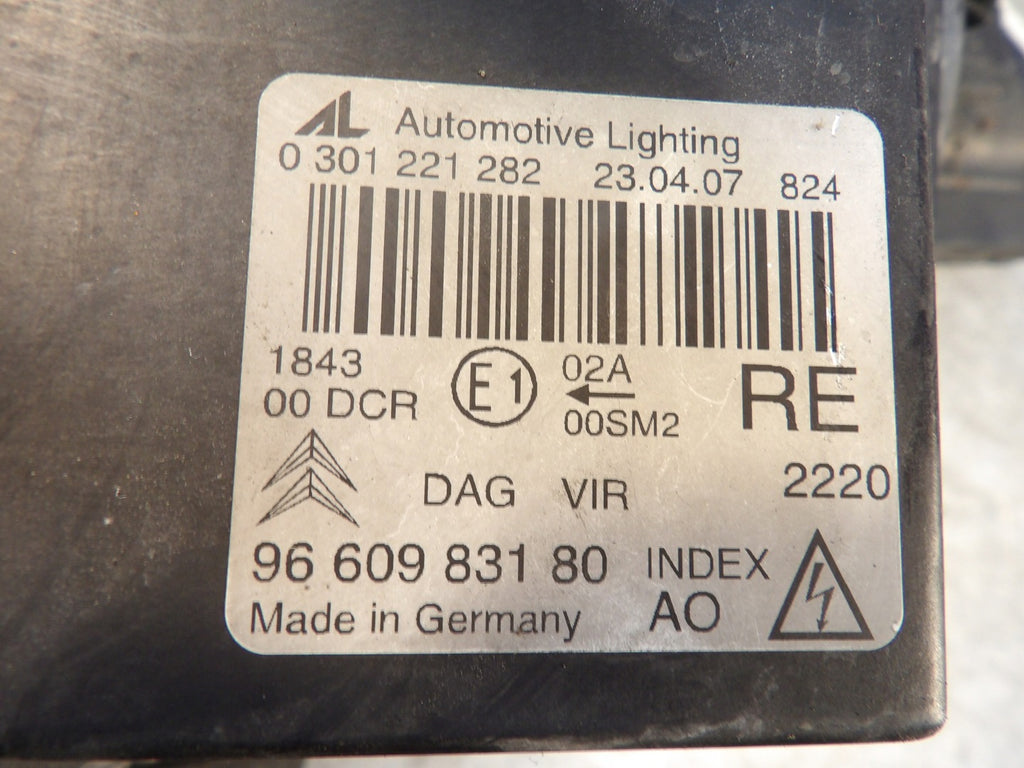 AL Automotive Lighting
0 301 221 282 23.04.07 824
1843 E1 02A RE
00 DCR 00SM2
DAG VIR 2220
96 609 831 80 INDEX
Made in Germany AO